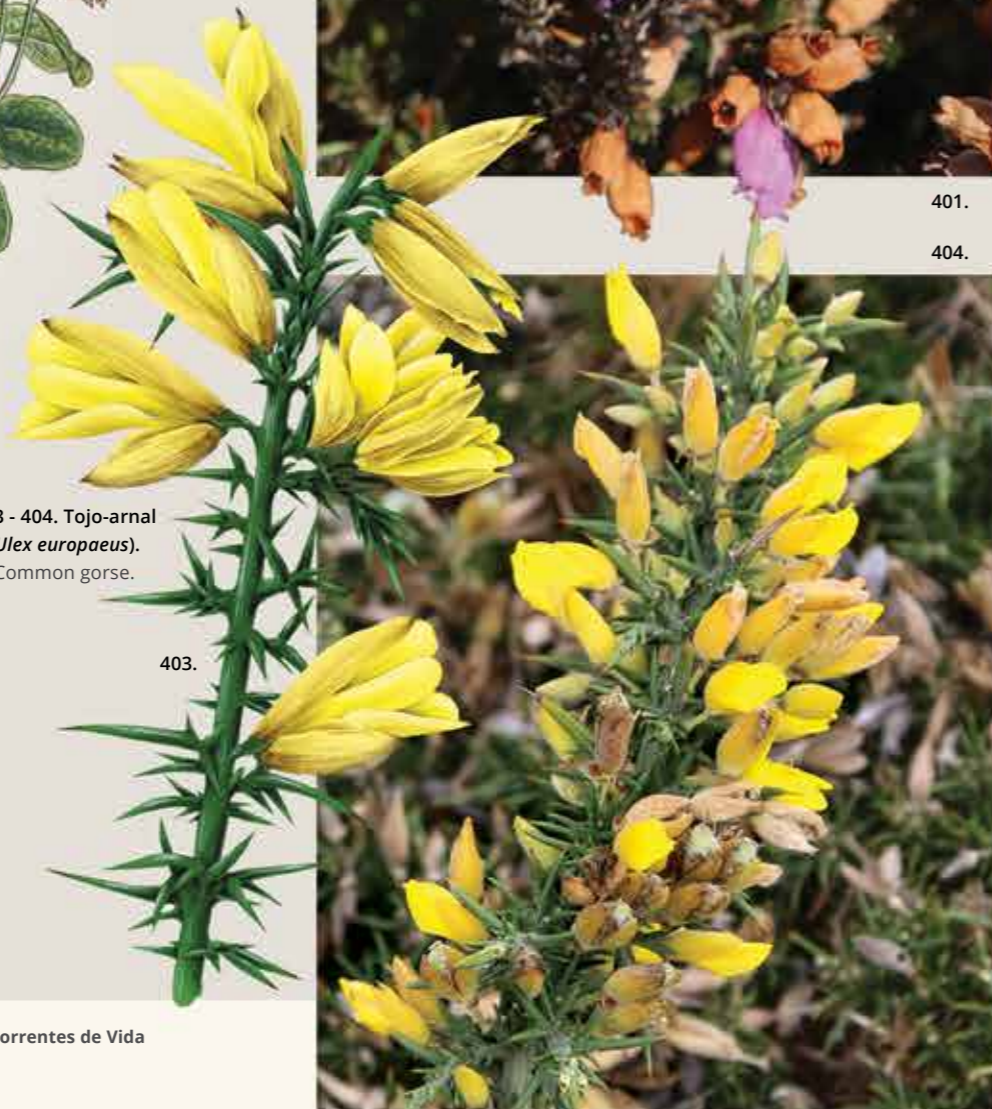 401.
404.
3 - 404. Tojo-arnal
Ulex europaeus).
Common gorse.
403.
orrentes de Vida